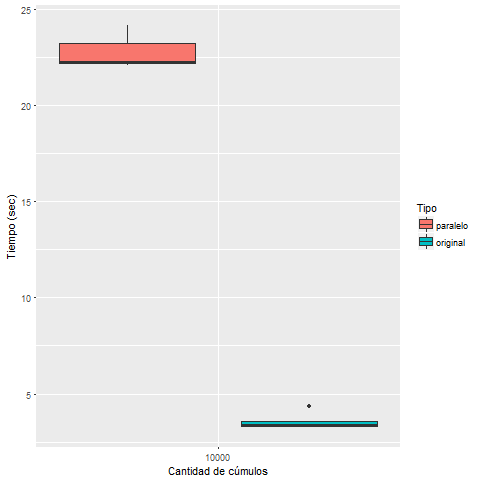 25
20
15
10
5
Tiempo (sec)
10000
Cantidad de cúmulos
Tipo
paralelo
original